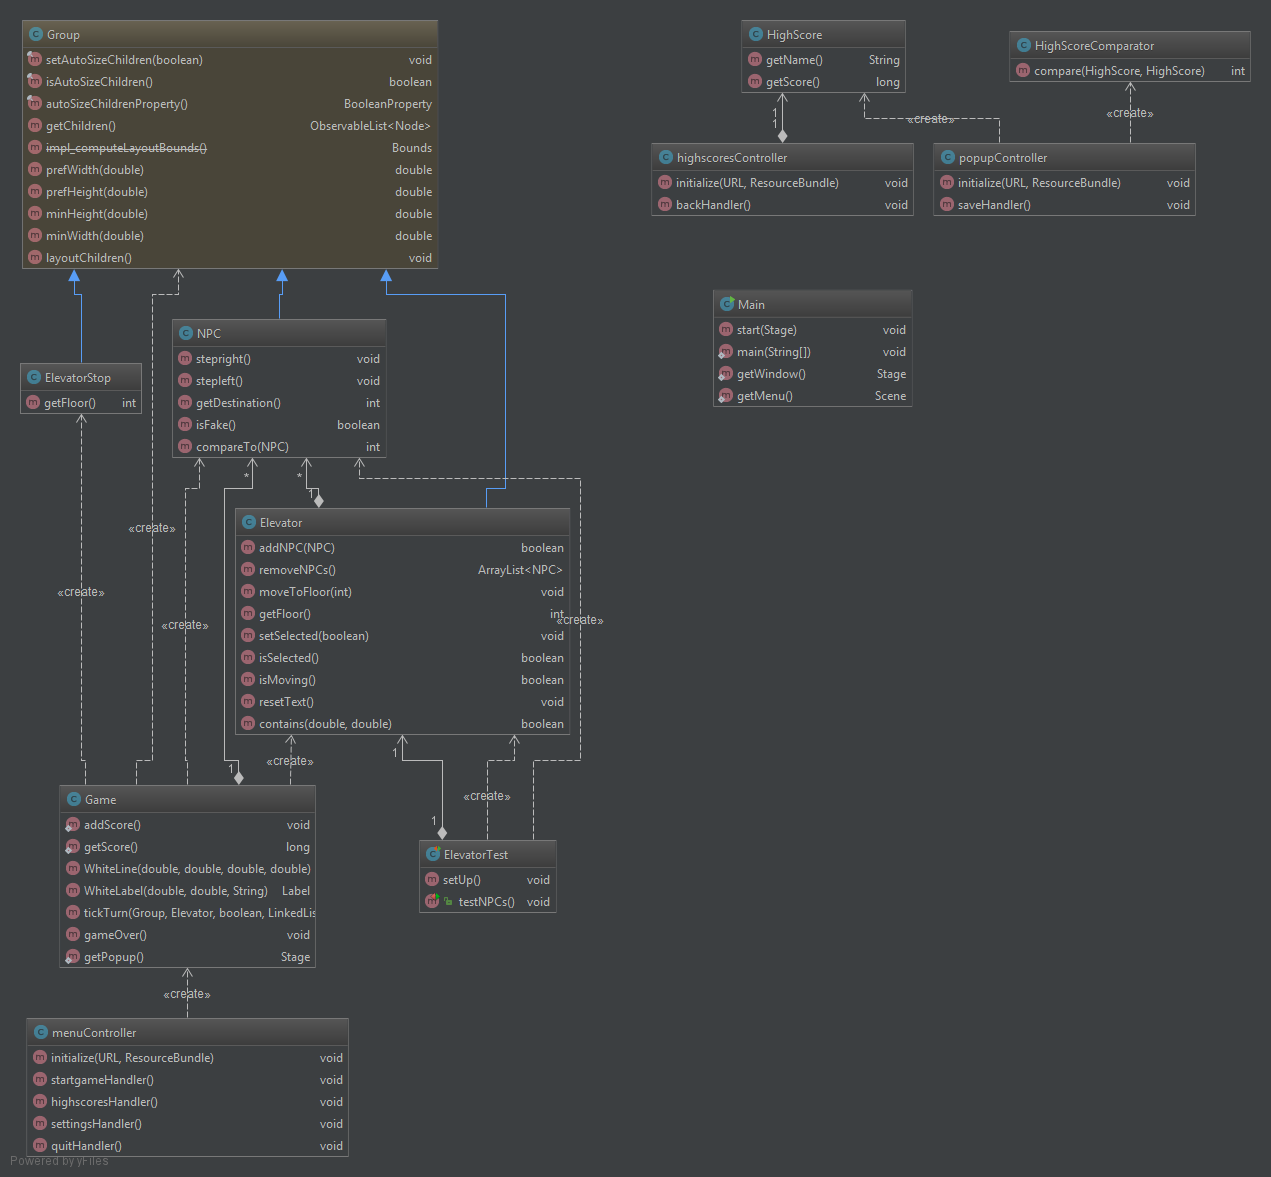 Group
setAutoSizeChildren(boolean) void
isAutoSizeChildren() boolean
autoSizeChildrenProperty() BooleanProperty
getChildren() ObservableList<Node>
impl_computeLayoutBounds() Bounds
prefWidth(double) double
prefHeight(double) double
minHeight(double) double
minWidth(double) double
layoutChildren() void
HighScore
getName() String
getScore() long
HighScoreComparator
compare(HighScore, HighScore) int
1
1
«create»
«create»
highscoresController
initialize(URL, ResourceBundle) void
backHandler() void
popupController
initialize(URL, ResourceBundle) void
saveHandler() void
Main
start(Stage) void
main(String[]) void
getWindow() Stage
getMenu() Scene
NPC
stepright() void
stepleft() void
getDestination() int
isFake() boolean
compareTo(NPC) int
ElevatorStop
getFloor() int
*
*
1
«create»
«create»
«create»
«create»
Elevator
addNPC(NPC) boolean
removeNPCs() ArrayList<NPC>
moveToFloor(int) void
getFloor() int
setSelected(boolean) void
isSelected() boolean
isMoving() boolean
resetText() void
contains(double, double) boolean
1
«create»
1
«create»
1
Game
addScore() void
getScore() long
WhiteLine(double, double, double, double)
WhiteLabel(double, double, String) Label
tickTurn(Group, Elevator, boolean, LinkedLis
gameOver() void
getPopup() Stage
ElevatorTest
setUp() void
testNPCs() void
«create»
menuController
initialize(URL, ResourceBundle) void
startgameHandler() void
highscoresHandler() void
settingsHandler() void
quitHandler() void
Powered by yFiles